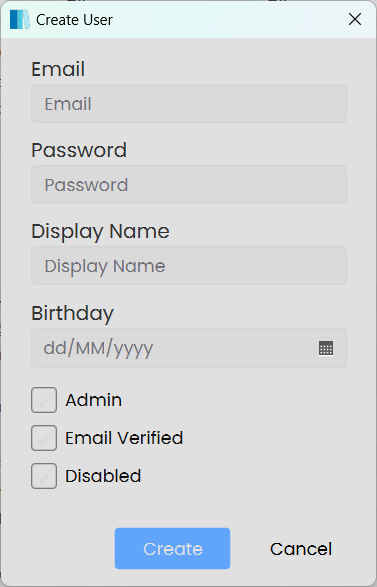 Create User
Email
Email
Password
Password
Display Name
Display Name
Birthday
dd/MM/yyyy
Admin
Email Verified
Disabled
Create Cancel